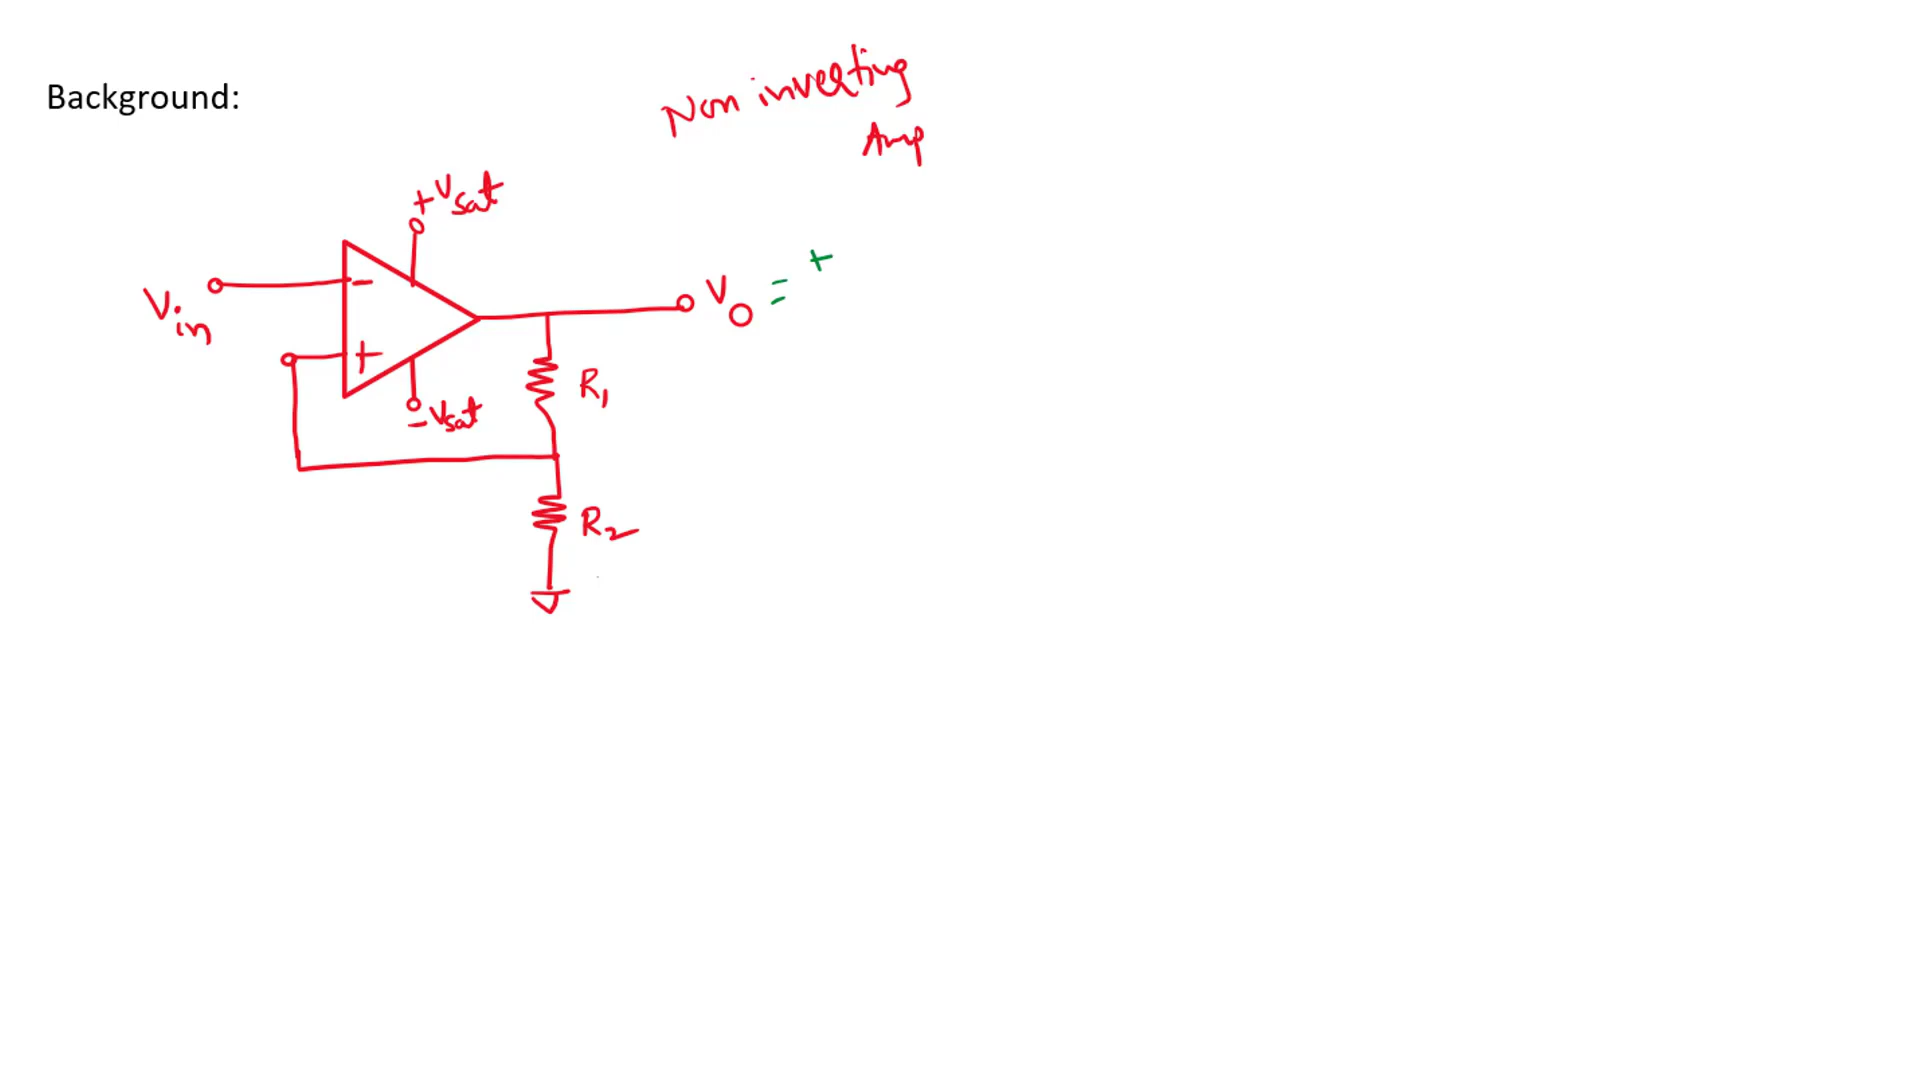 Background:
Non inverting
Amp
+Vsat
Vin
-
+
-Vsat
Vo = +
R1
R2